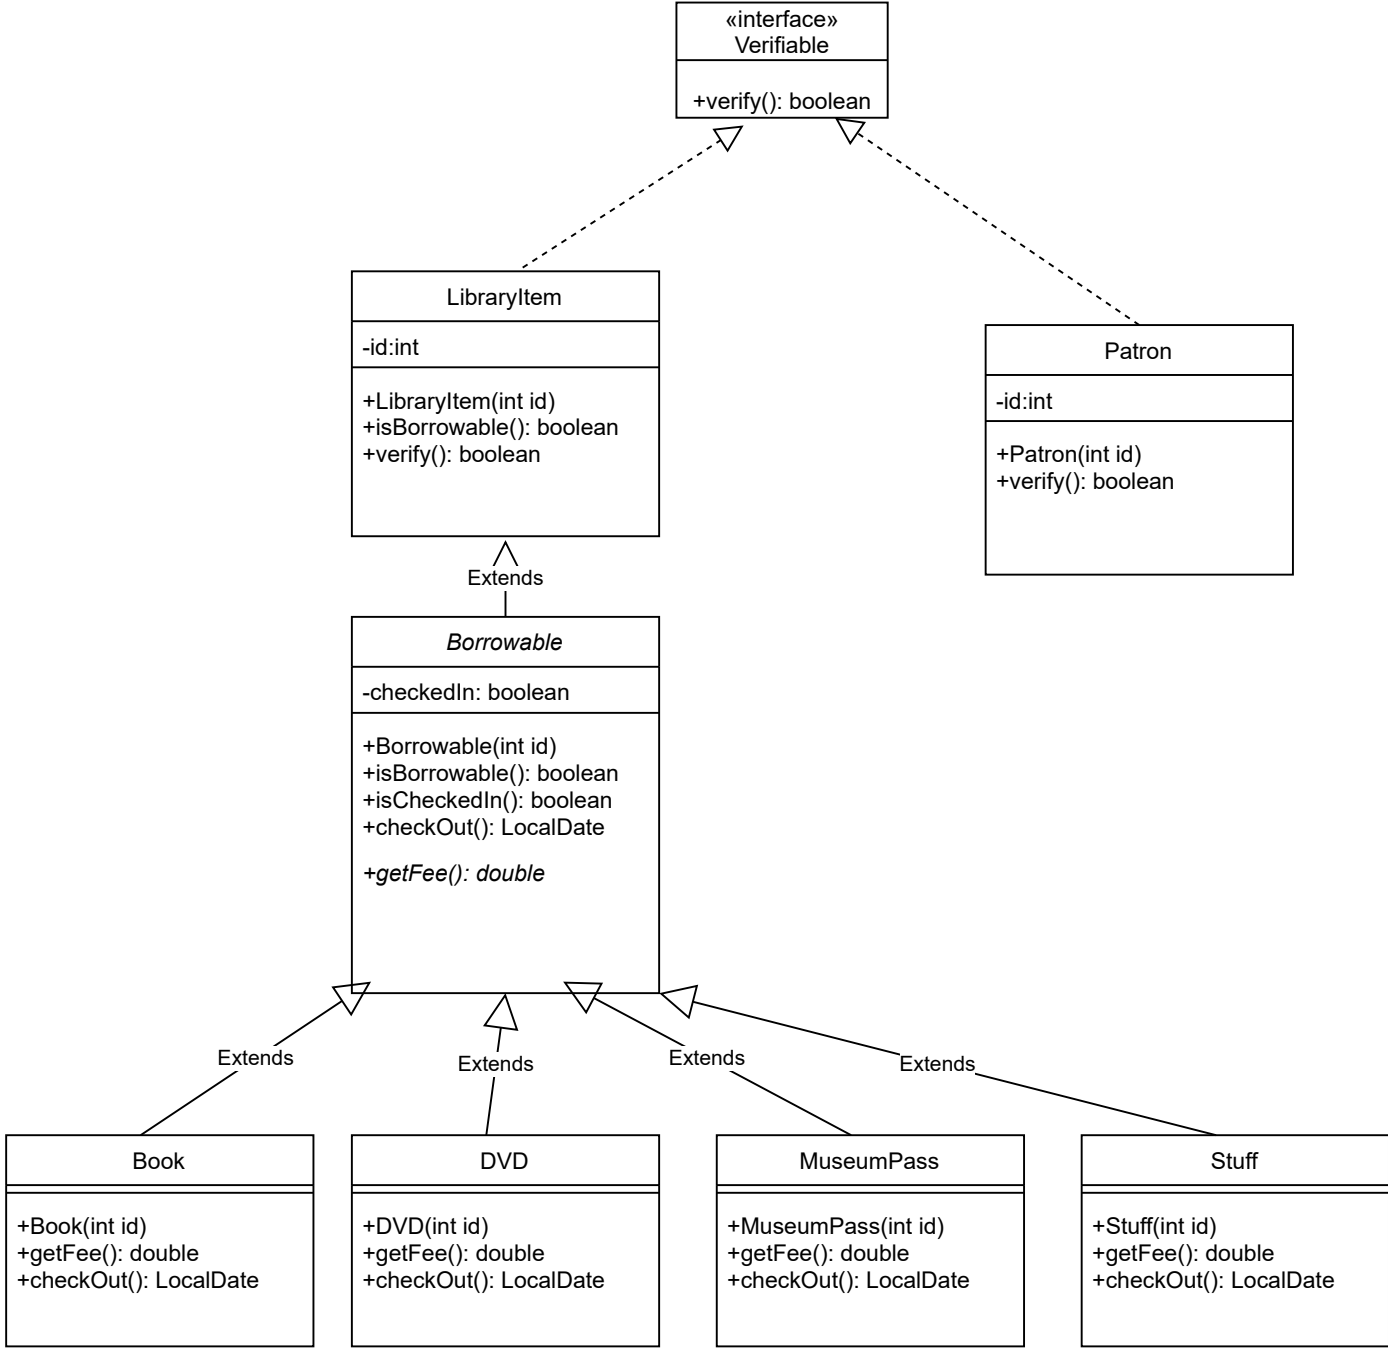 «interface»
Verifiable
+verify(): boolean
LibraryItem
-id:int
+LibraryItem(int id)
+isBorrowable(): boolean
+verify(): boolean
Patron
-id:int
+Patron(int id)
+verify(): boolean
Extends
Borrowable
-checkedIn: boolean
+Borrowable(int id)
+isBorrowable(): boolean
+isCheckedIn(): boolean
+checkOut(): LocalDate
+getFee(): double
Extends
Extends
Extends
Extends
Book
+Book(int id)
+getFee(): double
+checkOut(): LocalDate
DVD
+DVD(int id)
+getFee(): double
+checkOut(): LocalDate
MuseumPass
+MuseumPass(int id)
+getFee(): double
+checkOut(): LocalDate
Stuff
+Stuff(int id)
+getFee(): double
+checkOut(): LocalDate